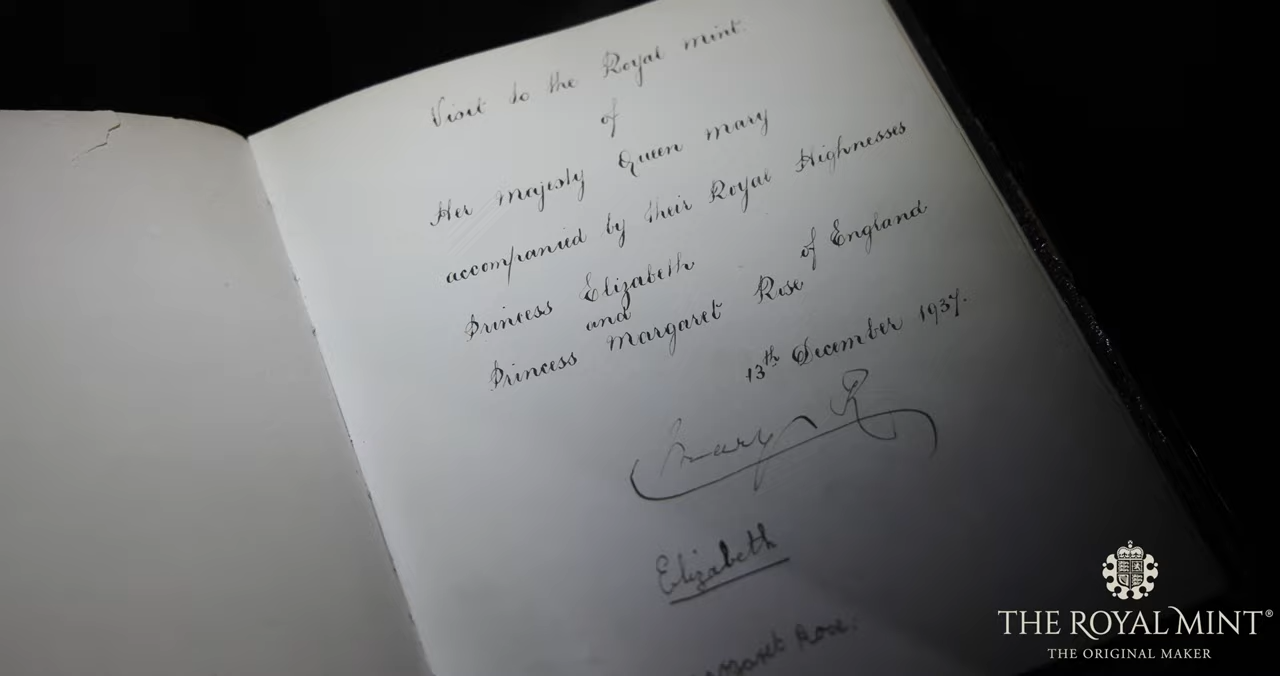 Visit to the Royal Mint.
of
Her Majesty Queen Mary
accompanied by their Royal Highnesses
Princess Elizabeth
and of England
Princess Margaret Rose
13th December 1937.
Mary R
Elizabeth
Rose.
THE ROYAL MINT®
THE ORIGINAL MAKER